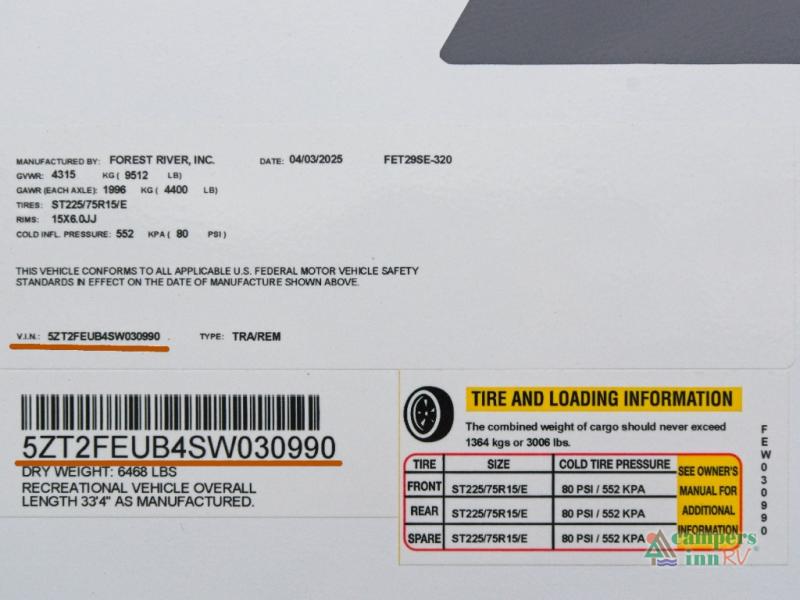 MANUFACTURED BY: FOREST RIVER, INC. DATE: 04/03/2025 FET29SE-320
GVWR: 4315 KG ( 9512 LB)
GAWR (EACH AXLE): 1996 KG ( 4400 LB)
TIRES: ST225/75R15/E
RIMS: 15X6.0JJ
COLD INFL. PRESSURE: 552 KPA ( 80 PSI )
THIS VEHICLE CONFORMS TO ALL APPLICABLE U.S. FEDERAL MOTOR VEHICLE SAFETY
STANDARDS IN EFFECT ON THE DATE OF MANUFACTURE SHOWN ABOVE.
V.I.N.: 5ZT2FEUB4SW030990 TYPE: TRA/REM
5ZT2FEUB4SW030990
DRY WEIGHT: 6468 LBS
RECREATIONAL VEHICLE OVERALL
LENGTH 33'4" AS MANUFACTURED.
TIRE AND LOADING INFORMATION
The combined weight of cargo should never exceed
1364 kgs or 3006 lbs.
TIRE SIZE COLD TIRE PRESSURE
FRONT ST225/75R15/E 80 PSI / 552 KPA
REAR ST225/75R15/E 80 PSI / 552 KPA
SPARE ST225/75R15/E 80 PSI / 552 KPA
SEE OWNER'S
MANUAL FOR
ADDITIONAL
INFORMATION
FEW030990
campers
inn RV